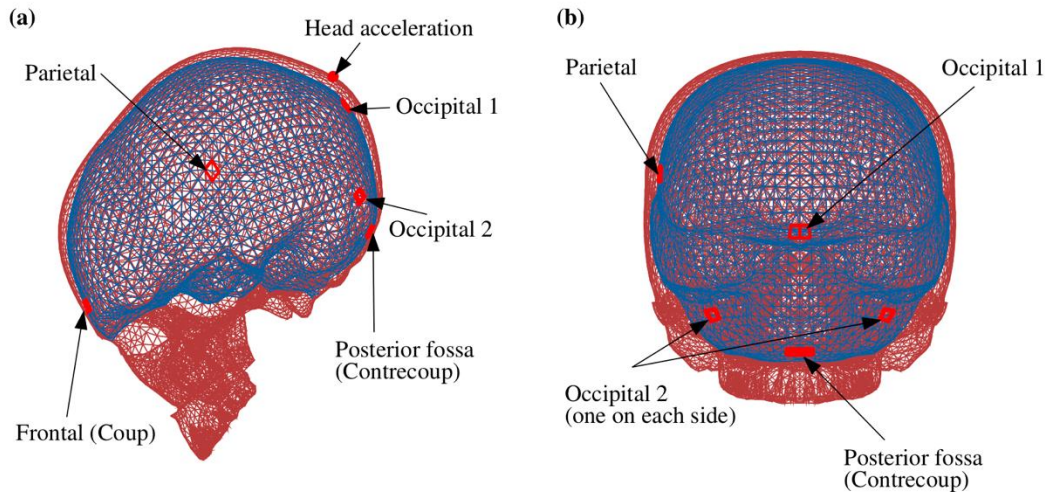 (a)
Head acceleration
Parietal
Occipital 1
Occipital 2
Posterior fossa
(Contrecoup)
Frontal (Coup)
(b)
Parietal
Occipital 1
Occipital 2
(one on each side)
Posterior fossa
(Contrecoup)